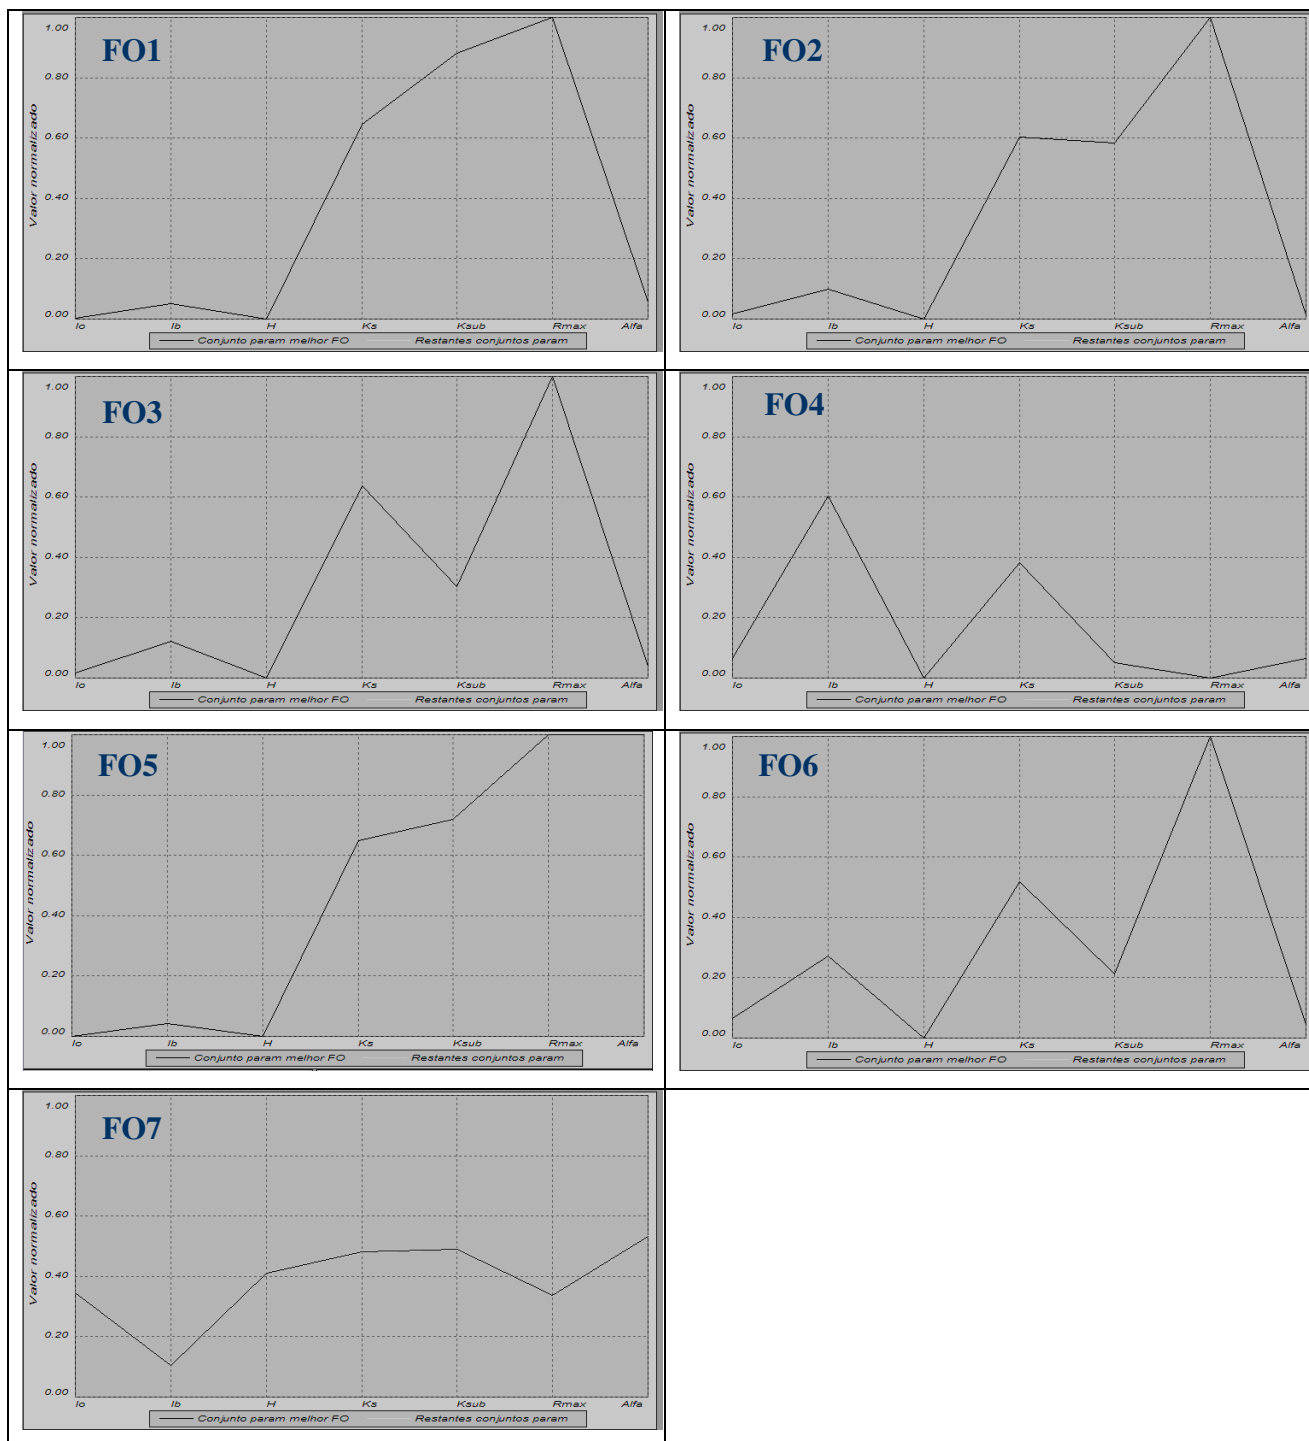 FO1
Valor normalizado
1.00
0.80
0.60
0.40
0.20
0.00
Io Ib H Ks Ksub Rmax Alfa
Conjunto param melhor FO Restantes conjuntos param
FO2
Valor normalizado
1.00
0.80
0.60
0.40
0.20
0.00
Io Ib H Ks Ksub Rmax Alfa
Conjunto param melhor FO Restantes conjuntos param
FO3
Valor normalizado
1.00
0.80
0.60
0.40
0.20
0.00
Io Ib H Ks Ksub Rmax Alfa
Conjunto param melhor FO Restantes conjuntos param
FO4
Valor normalizado
1.00
0.80
0.60
0.40
0.20
0.00
Io Ib H Ks Ksub Rmax Alfa
Conjunto param melhor FO Restantes conjuntos param
FO5
Valor normalizado
1.00
0.80
0.60
0.40
0.20
0.00
Io Ib H Ks Ksub Rmax Alfa
Conjunto param melhor FO Restantes conjuntos param
FO6
Valor normalizado
1.00
0.80
0.60
0.40
0.20
0.00
Io Ib H Ks Ksub Rmax Alfa
Conjunto param melhor FO Restantes conjuntos param
FO7
Valor normalizado
1.00
0.80
0.60
0.40
0.20
0.00
Io Ib H Ks Ksub Rmax Alfa
Conjunto param melhor FO Restantes conjuntos param